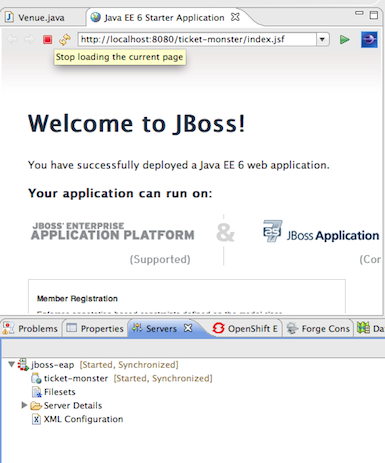 Venue.java
Java EE 6 Starter Application
http://localhost:8080/ticket-monster/index.jsf
Stop loading the current page
Welcome to JBoss!
You have successfully deployed a Java EE 6 web application.
Your application can run on:
JBOSS® ENTERPRISE
APPLICATION PLATFORM
&
JBoss Application
(Supported)
(Cor
Member Registration
Problems
Properties
Servers
OpenShift E
Forge Cons
Dat
jboss-eap [Started, Synchronized]
ticket-monster [Started, Synchronized]
Filesets
Server Details
XML Configuration